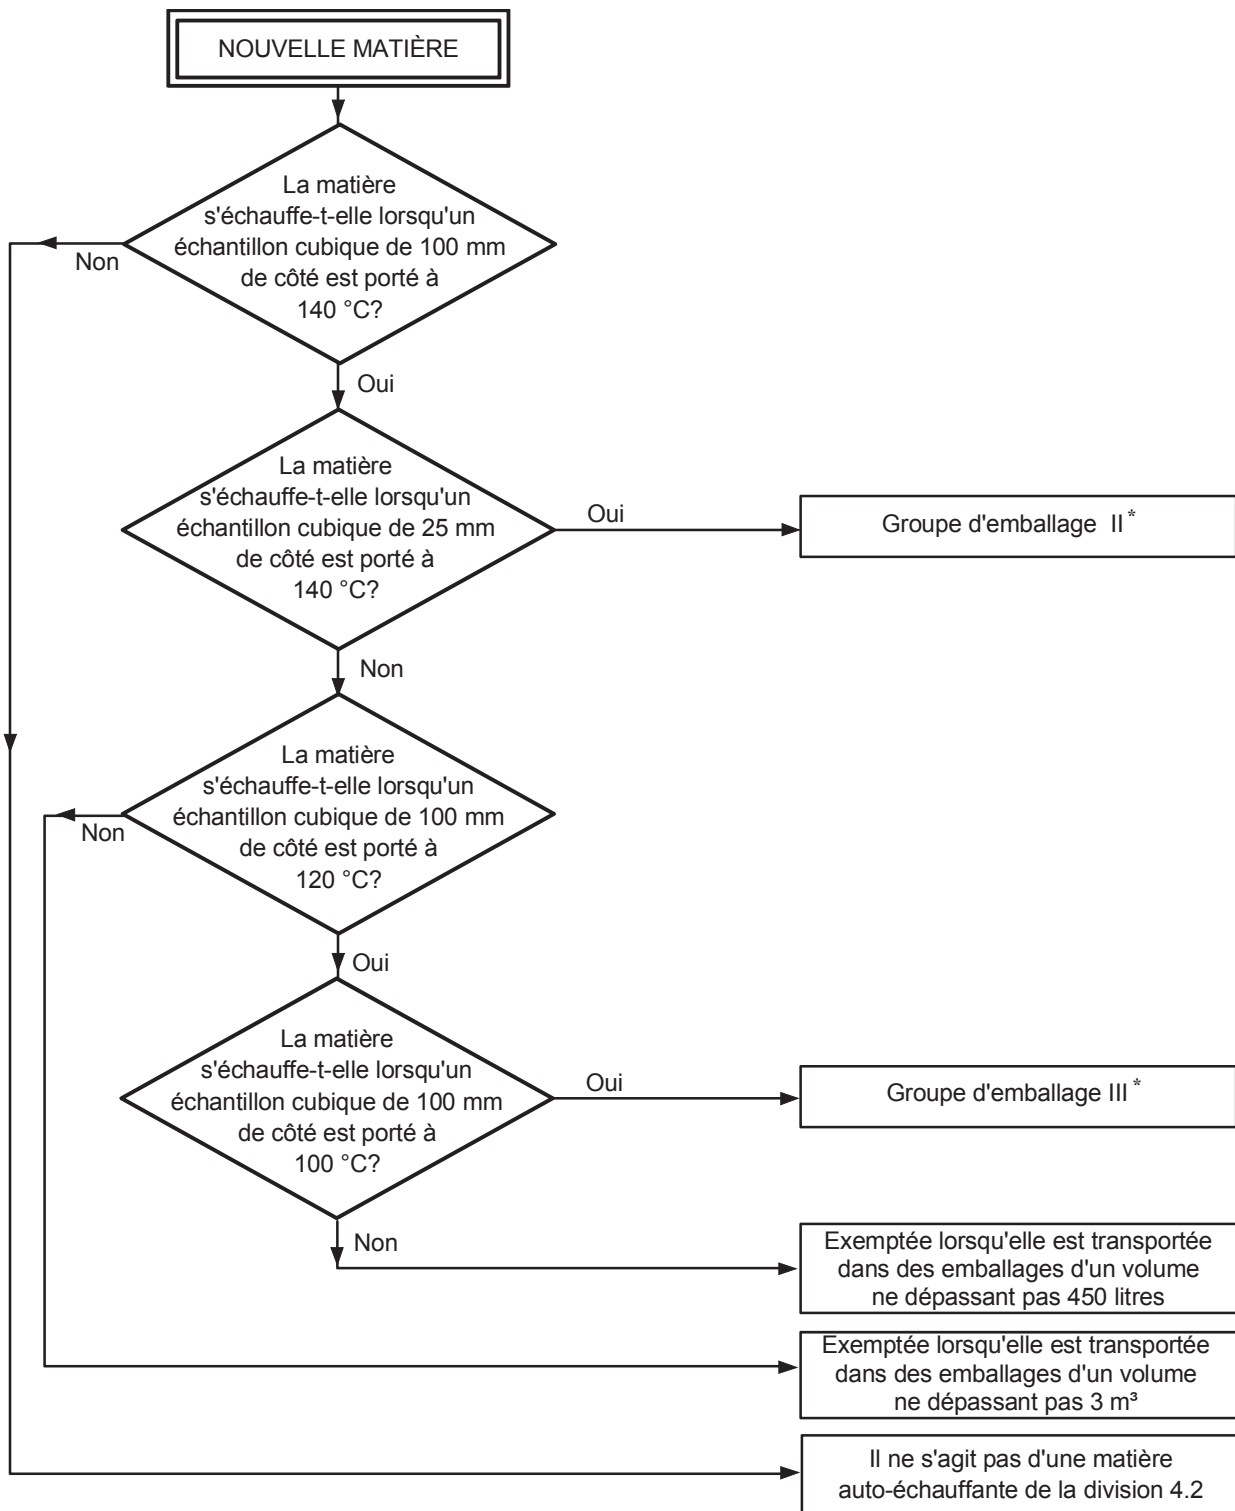 NOUVELLE MATIÈRE
La matière
s'échauffe-t-elle lorsqu'un
échantillon cubique de 100 mm
de côté est porté à
140 °C?
Non
Oui
La matière
s'échauffe-t-elle lorsqu'un
échantillon cubique de 25 mm
de côté est porté à
140 °C?
Oui
Groupe d'emballage II *
Non
La matière
s'échauffe-t-elle lorsqu'un
échantillon cubique de 100 mm
de côté est porté à
120 °C?
Non
Oui
La matière
s'échauffe-t-elle lorsqu'un
échantillon cubique de 100 mm
de côté est porté à
100 °C?
Oui
Groupe d'emballage III *
Non
Exemptée lorsqu'elle est transportée
dans des emballages d'un volume
ne dépassant pas 450 litres
Exemptée lorsqu'elle est transportée
dans des emballages d'un volume
ne dépassant pas 3 m³
Il ne s'agit pas d'une matière
auto-échauffante de la division 4.2